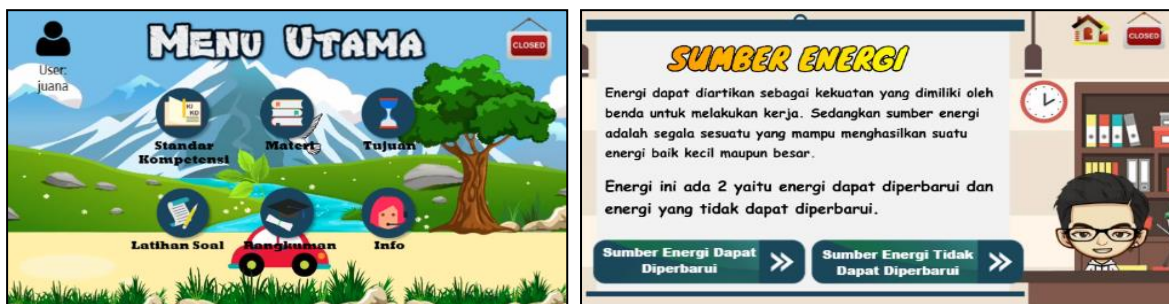 MENU UTAMA
CLOSED
User:
juana
KI
KD
Standar
Kompetensi
Materi
Tujuan
Latihan Soal
Rangkuman
Info
SUMBER ENERGI
CLOSED
Energi dapat diartikan sebagai kekuatan yang dimiliki oleh
benda untuk melakukan kerja. Sedangkan sumber energi
adalah segala sesuatu yang mampu menghasilkan suatu
energi baik kecil maupun besar.
Energi ini ada 2 yaitu energi dapat diperbarui dan
energi yang tidak dapat diperbarui.
Sumber Energi Dapat
Diperbarui
Sumber Energi Tidak
Dapat Diperbarui